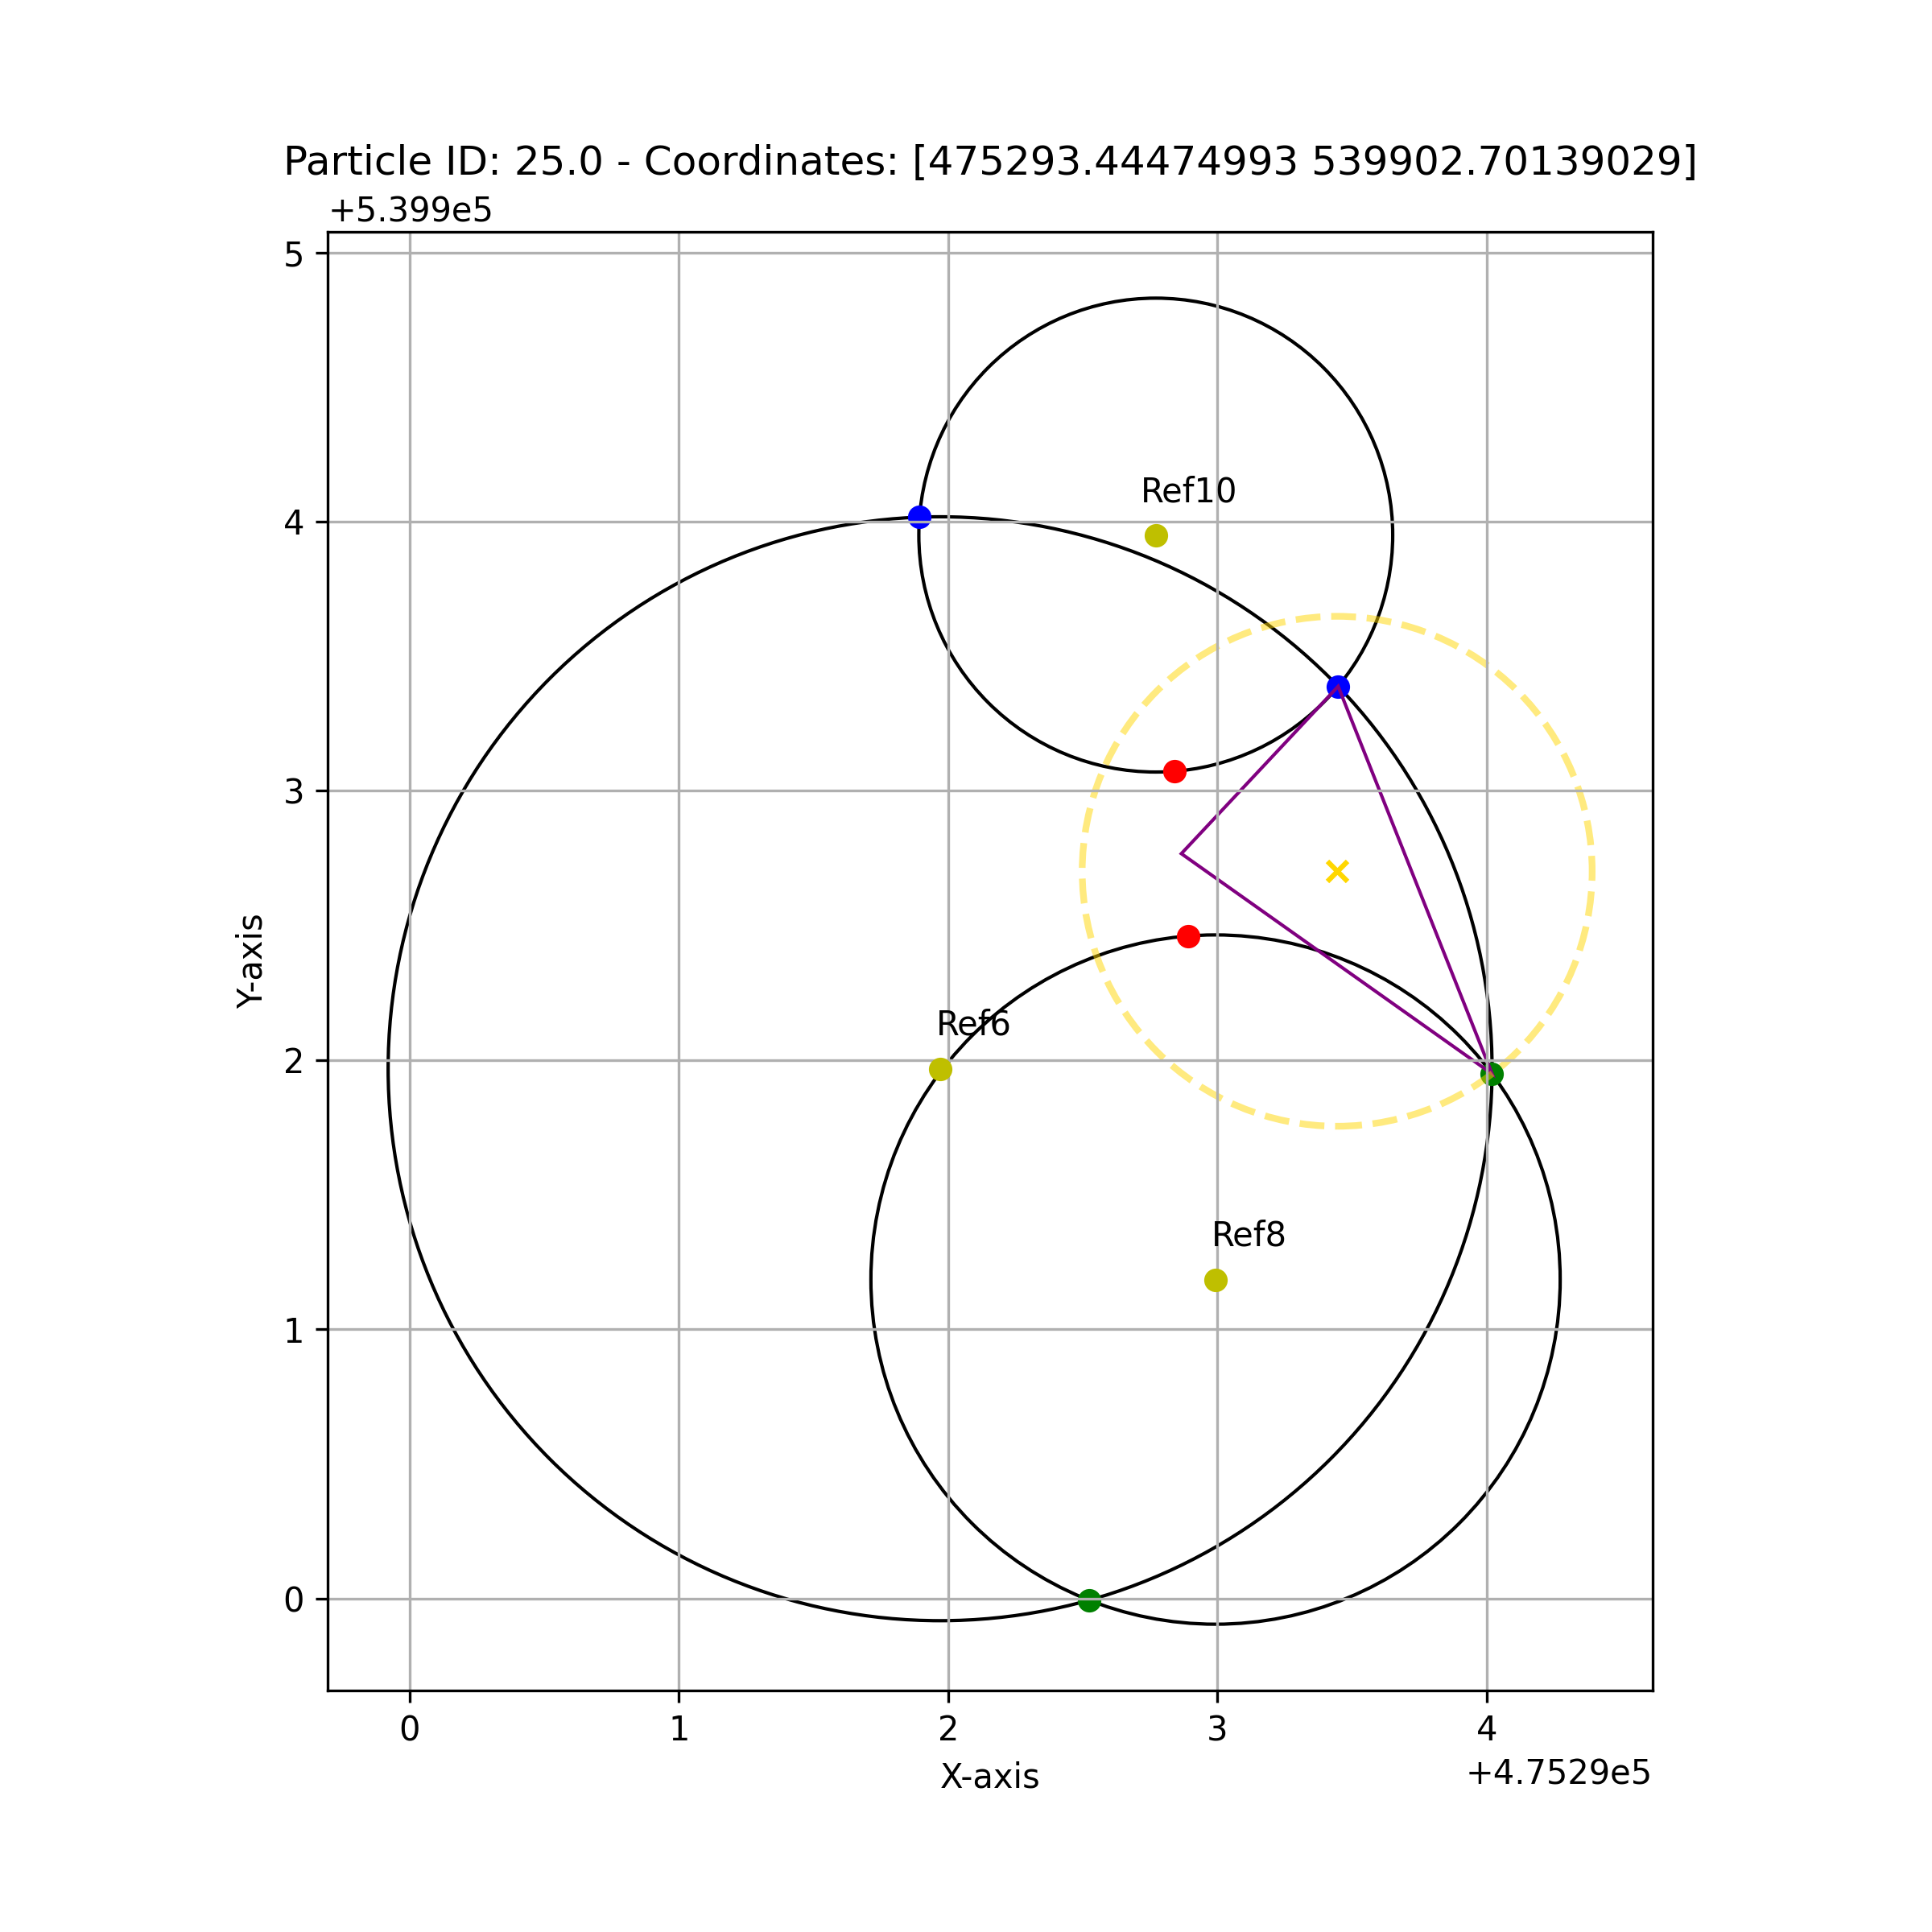 Particle ID: 25.0 - Coordinates: [475293.44474993 539902.70139029]
+5.399e5
5
4
3
2
1
0
Y-axis
Ref10
Ref6
Ref8
0 1 2 3 4
X-axis
+4.7529e5